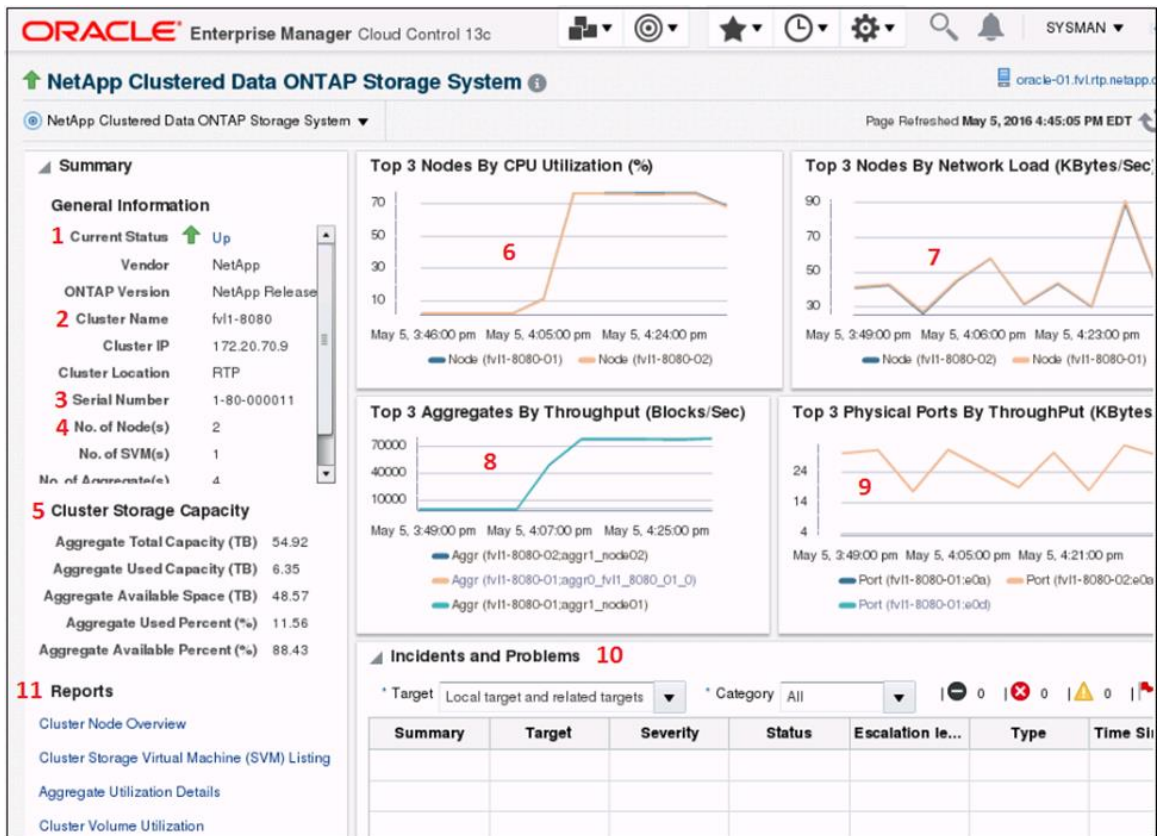 ORACLE Enterprise Manager Cloud Control 13c
SYSMAN
NetApp Clustered Data ONTAP Storage System
oracle-01.fvl.rtp.netapp.c
NetApp Clustered Data ONTAP Storage System
Page Refreshed May 5, 2016 4:45:05 PM EDT
Summary
General Information
1 Current Status Up
Vendor NetApp
ONTAP Version NetApp Release
2 Cluster Name fvl1-8080
Cluster IP 172.20.70.9
Cluster Location RTP
3 Serial Number 1-80-000011
4 No. of Node(s) 2
No. of SVM(s) 1
No. of Aggregate(s) 4
5 Cluster Storage Capacity
Aggregate Total Capacity (TB) 54.92
Aggregate Used Capacity (TB) 6.35
Aggregate Available Space (TB) 48.57
Aggregate Used Percent (%) 11.56
Aggregate Available Percent (%) 88.43
11 Reports
Cluster Node Overview
Cluster Storage Virtual Machine (SVM) Listing
Aggregate Utilization Details
Cluster Volume Utilization
Top 3 Nodes By CPU Utilization (%)
70
50
30
10
6
May 5, 3:46:00 pm May 5, 4:05:00 pm May 5, 4:24:00 pm
Node (fvl1-8080-01) Node (fvl1-8080-02)
Top 3 Nodes By Network Load (KBytes/Sec)
90
70
50
30
7
May 5, 3:49:00 pm May 5, 4:06:00 pm May 5, 4:23:00 pm
Node (fvl1-8080-02) Node (fvl1-8080-01)
Top 3 Aggregates By Throughput (Blocks/Sec)
70000
40000
10000
8
May 5, 3:49:00 pm May 5, 4:07:00 pm May 5, 4:25:00 pm
Aggr (fvl1-8080-02;aggr1_node02)
Aggr (fvl1-8080-01;aggr0_fvl1_8080_01_0)
Aggr (fvl1-8080-01;aggr1_node01)
Top 3 Physical Ports By ThroughPut (KBytes
24
14
4
9
May 5, 3:49:00 pm May 5, 4:05:00 pm May 5, 4:21:00 pm
Port (fvl1-8080-01:e0a) Port (fvl1-8080-02:e0a
Port (fvl1-8080-01:e0d)
Incidents and Problems 10
* Target Local target and related targets * Category All | 0 | 0 | 0 |
Summary Target Severity Status Escalation le... Type Time Si